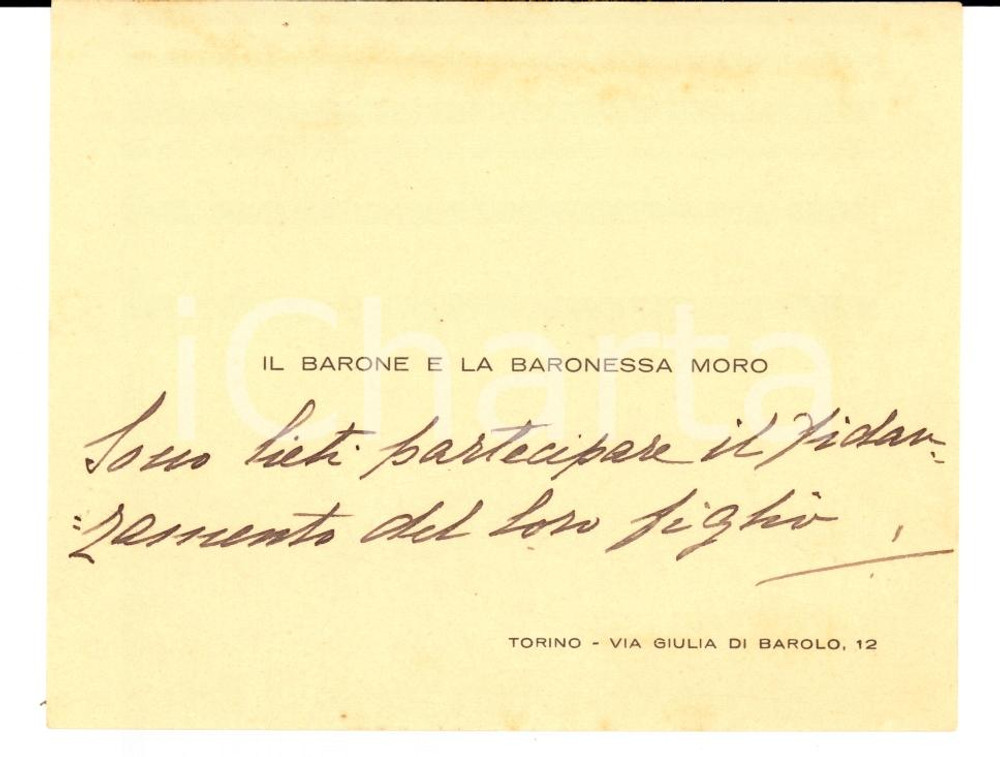 iCharta
IL BARONE E LA BARONESSA MORO
Sono lieti partecipare il fidan=
=zamento del loro figlio
TORINO - VIA GIULIA DI BAROLO, 12